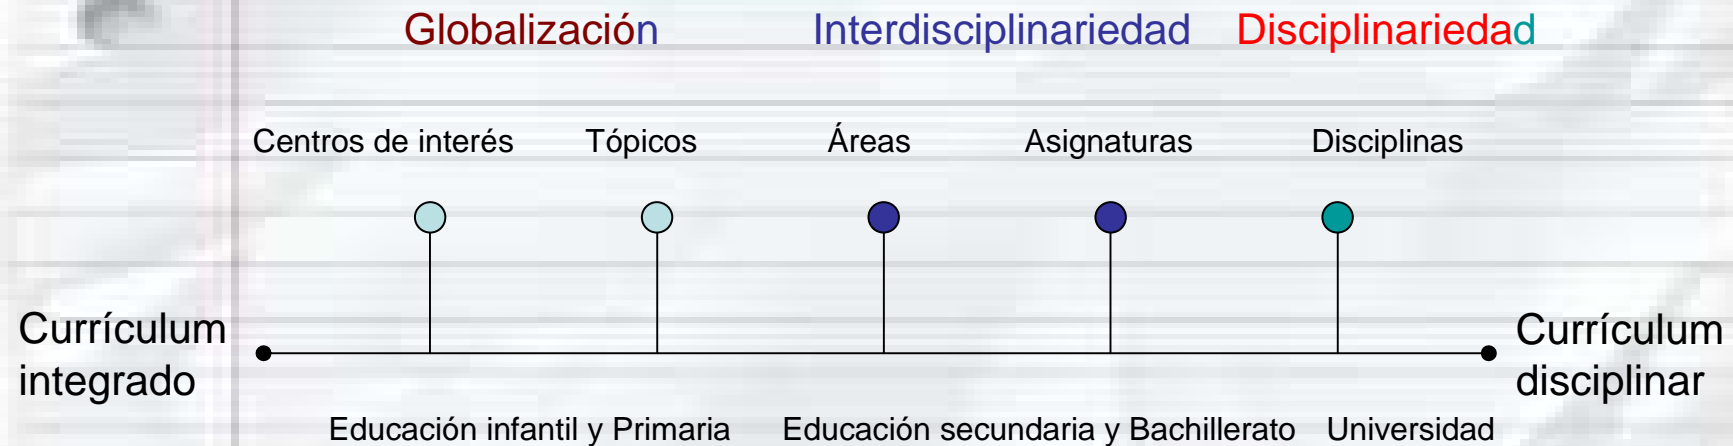 Globalización Interdisciplinariedad Disciplinariedad
Centros de interés Tópicos Áreas Asignaturas Disciplinas
Currículum
integrado
Currículum
disciplinar
Educación infantil y Primaria Educación secundaria y Bachillerato Universidad